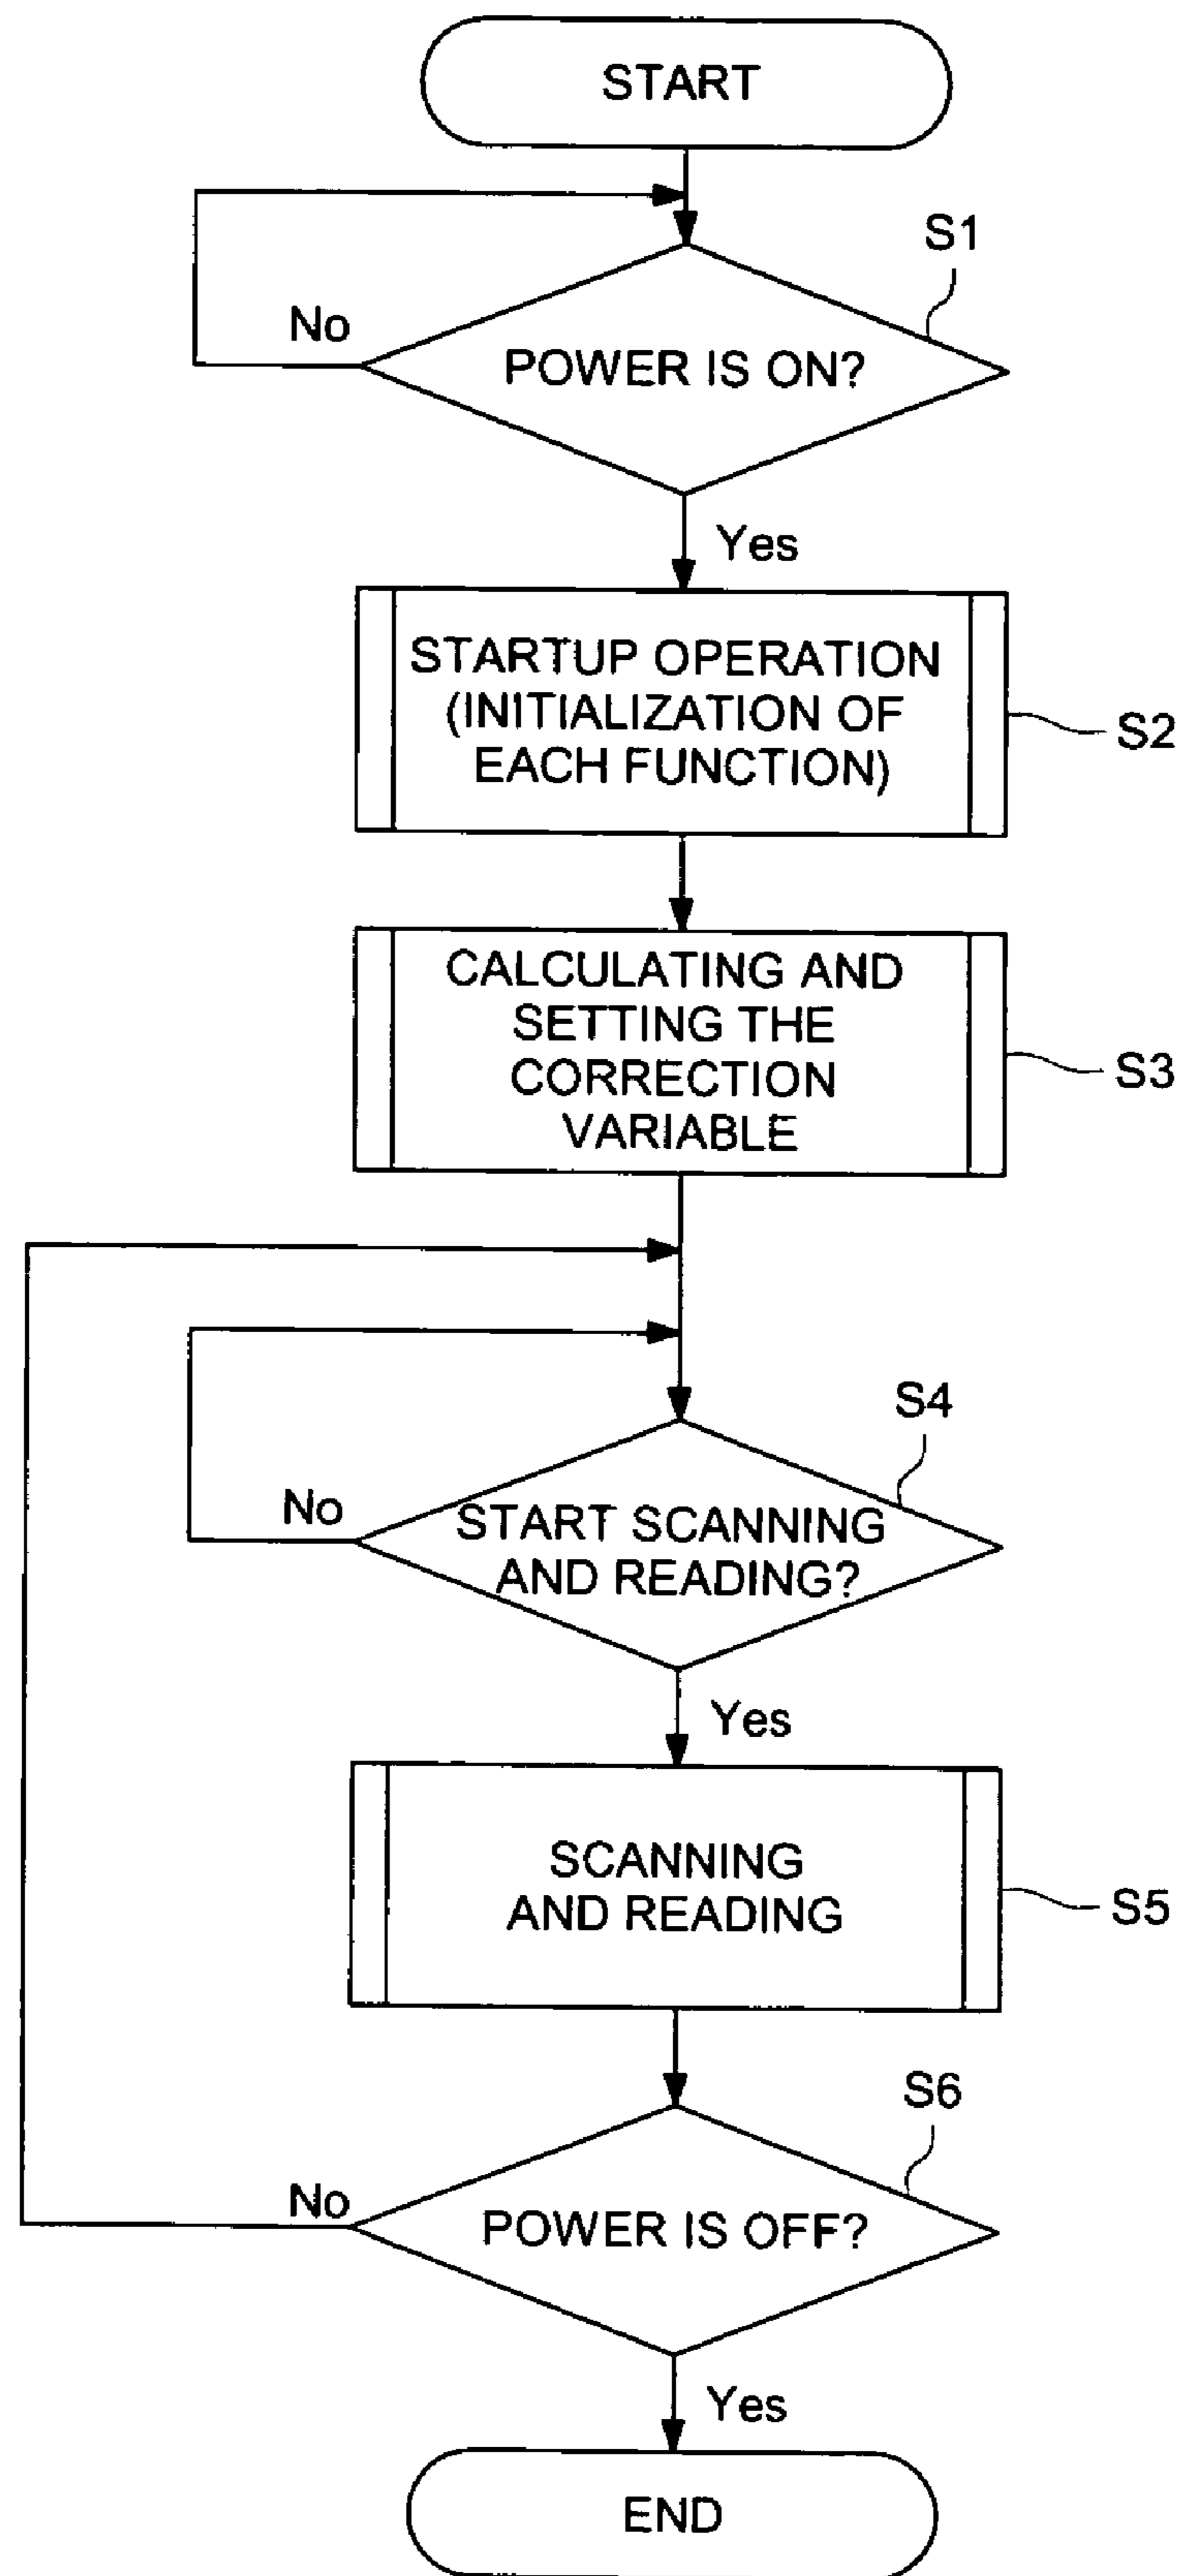 START
S1
No
POWER IS ON?
Yes
STARTUP OPERATION
(INITIALIZATION OF
EACH FUNCTION)
S2
CALCULATING AND
SETTING THE
CORRECTION
VARIABLE
S3
S4
No
START SCANNING
AND READING?
Yes
SCANNING
AND READING
S5
S6
No
POWER IS OFF?
Yes
END